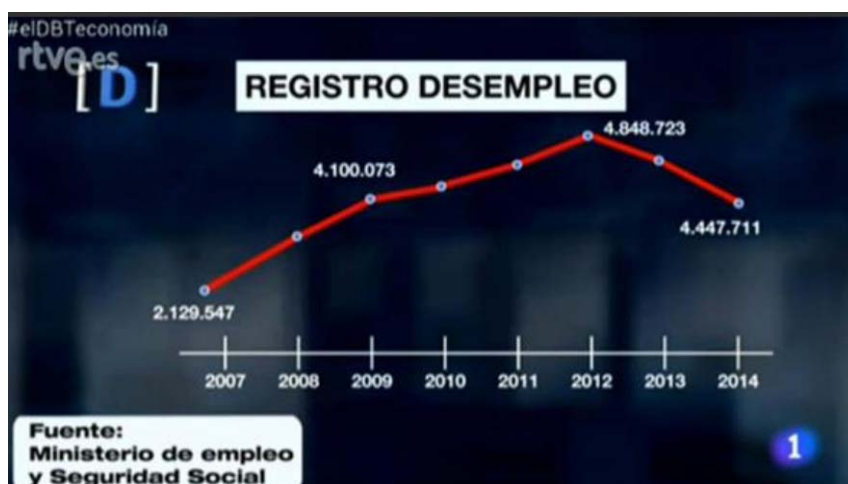 #elDBTeconomía
rtve.es
[D]
REGISTRO DESEMPLEO
4.848.723
4.100.073
4.447.711
2.129.547
2007 2008 2009 2010 2011 2012 2013 2014
Fuente:
Ministerio de empleo
y Seguridad Social
1